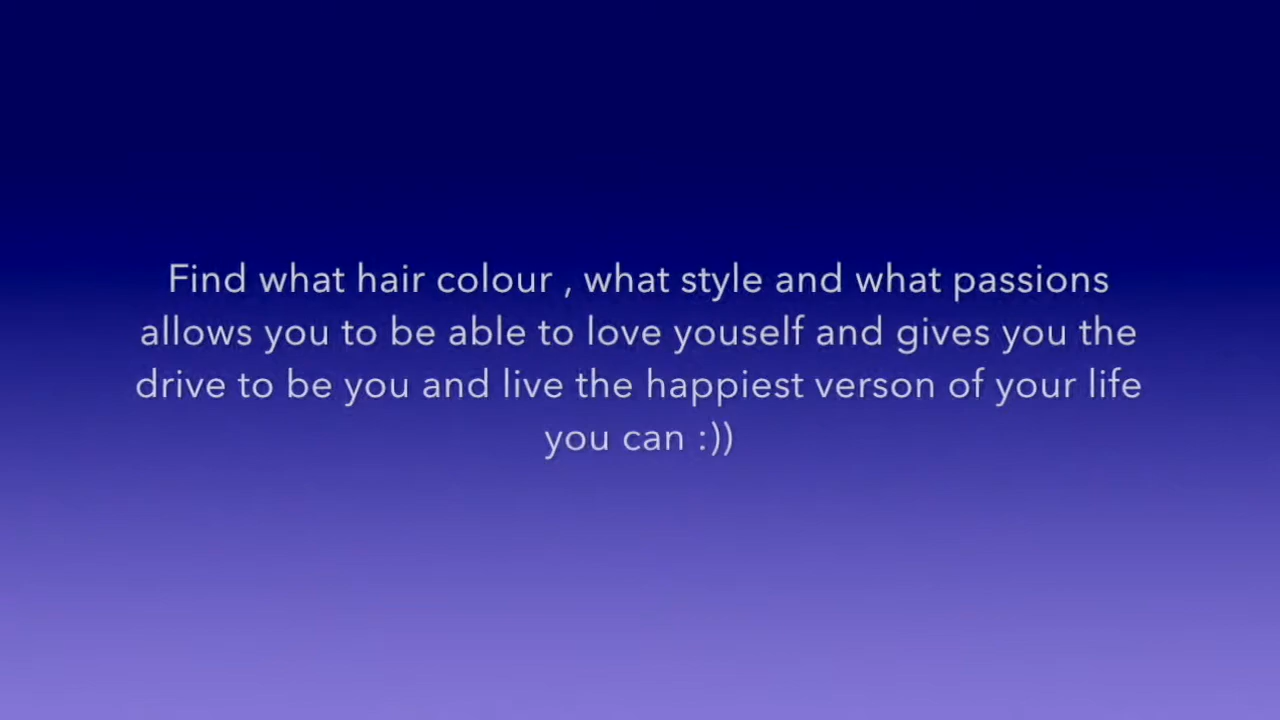 Find what hair colour , what style and what passions
allows you to be able to love youself and gives you the
drive to be you and live the happiest verson of your life
you can :))